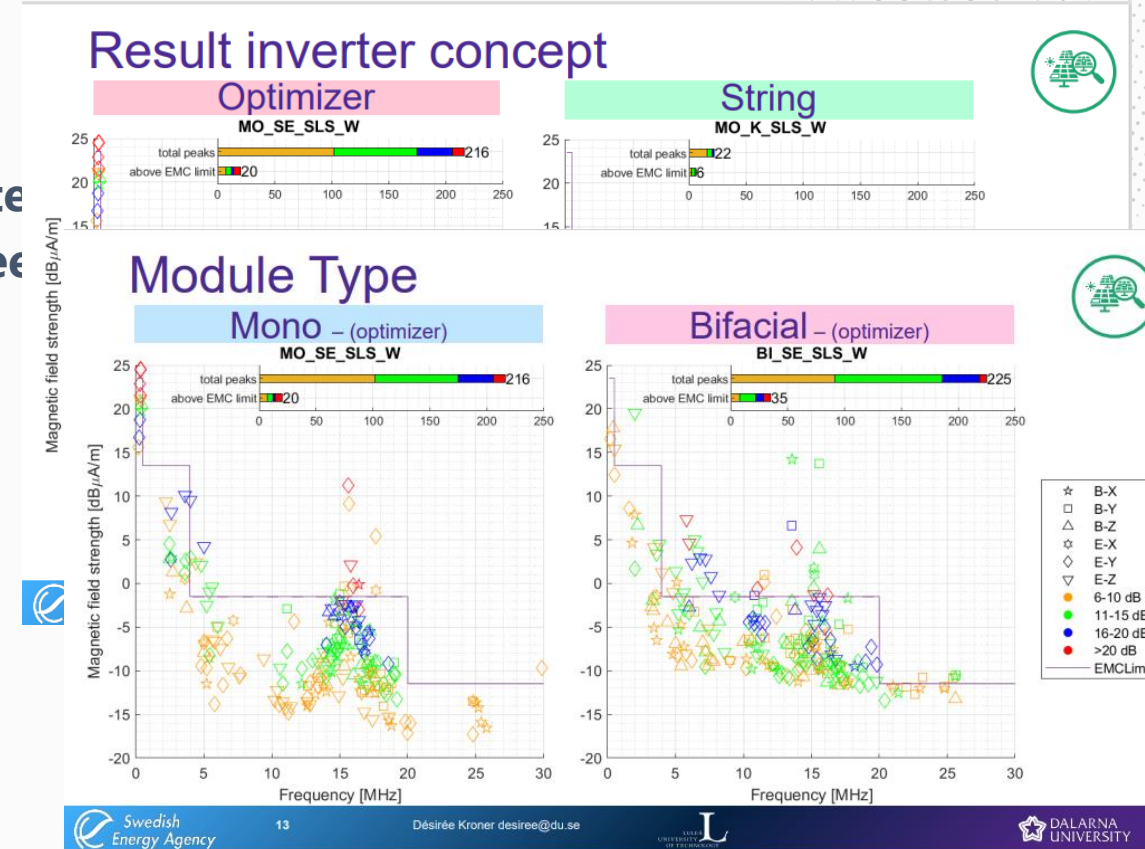 Result inverter concept
Optimizer
String
MO_SE_SLS_W
MO_K_SLS_W
25
total peaks
216
above EMC limit
20
20
0
50
100
150
200
250
15
25
total peaks
22
above EMC limit
6
20
0
50
100
150
200
250
15
Magnetic field strength [dBμA/m]
Module Type
Mono – (optimizer)
Bifacial – (optimizer)
MO_SE_SLS_W
BI_SE_SLS_W
25
total peaks
216
above EMC limit
20
20
0
50
100
150
200
250
15
10
5
0
-5
-10
-15
-20
Magnetic field strength [dBμA/m]
0
5
10
15
20
25
30
Frequency [MHz]
25
total peaks
225
above EMC limit
35
20
0
50
100
150
200
250
15
10
5
0
-5
-10
-15
-20
0
5
10
15
20
25
30
Frequency [MHz]
B-X
B-Y
B-Z
E-X
E-Y
E-Z
6-10 dB
11-15 dB
16-20 dB
>20 dB
EMCLim
Swedish
Energy Agency
13
Désirée Kroner desiree@du.se
LULEÅ
UNIVERSITY
OF TECHNOLOGY
DALARNA
UNIVERSITY